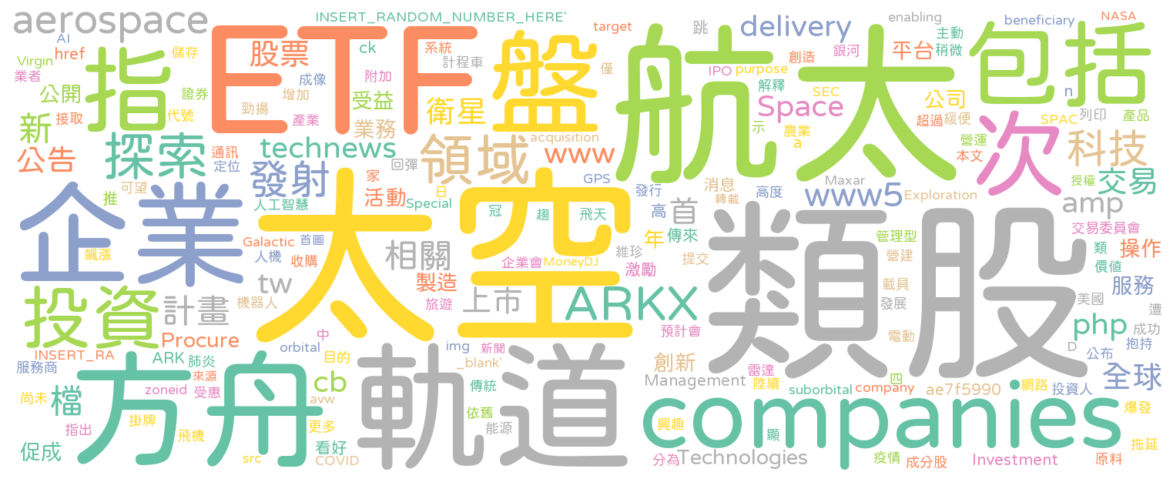 aerospace
INSERT_RANDOM_NUMBER_HERE'
target
跳
delivery
enabling
beneficiary
NASA
AI
href
Virgin
業者
公開
指
儲存
證券
代號
接取
新
公告
ETF
股票
成像
附加
增加
勁揚
產業
ck
系統
計程車
受益
業務
衛星
盤
僅
航太
IPO
purpose
創造
解釋
銀河
平台
主動
稍微
SEC
包括
公司
超過
緩便
n
SPAC
列印
產品
探索
通訊
定位
technews
回彈
領域
acquisition
www
Space
示
農業
a
營運
本文
次
科技
授權
交易
企業
推
可望
發射
人工智慧
家
活動
Special
日
GPS
發行
高
消息
轉載
高度
首
Maxar
www5
Exploration
amp
飆漲
Galactic
人機
首圖
收購
太空
冠
趨
飛天
企業會
MoneyDJ
維珍
激勵
年
傳來
提交
管理型
營建
類
價值
交易委員會
操作
投資
計畫
tw
機器人
相關
製造
旅遊
上市
ARKX
預計會
類股
載具
發展
電動
美國
遭
服務
php
成功
抱持
INSERT_RA
服務商
Procure
ARK
肺炎
來源
受惠
zoneid
orbital
中
目的
img
新聞
_blank'
傳統
依舊
能源
軌道
創新
雷達
Management
陸續
suborbital
company
四
ae7f5990
D
公布
網路
投資人
全球
尚未
檔
指出
促成
掛牌
方舟
飛機
src
cb
avw
更多
看好
COVID
companies
興趣
分為
顯
Technologies
疫情
成分股
Investment
原料
爆發
拖延